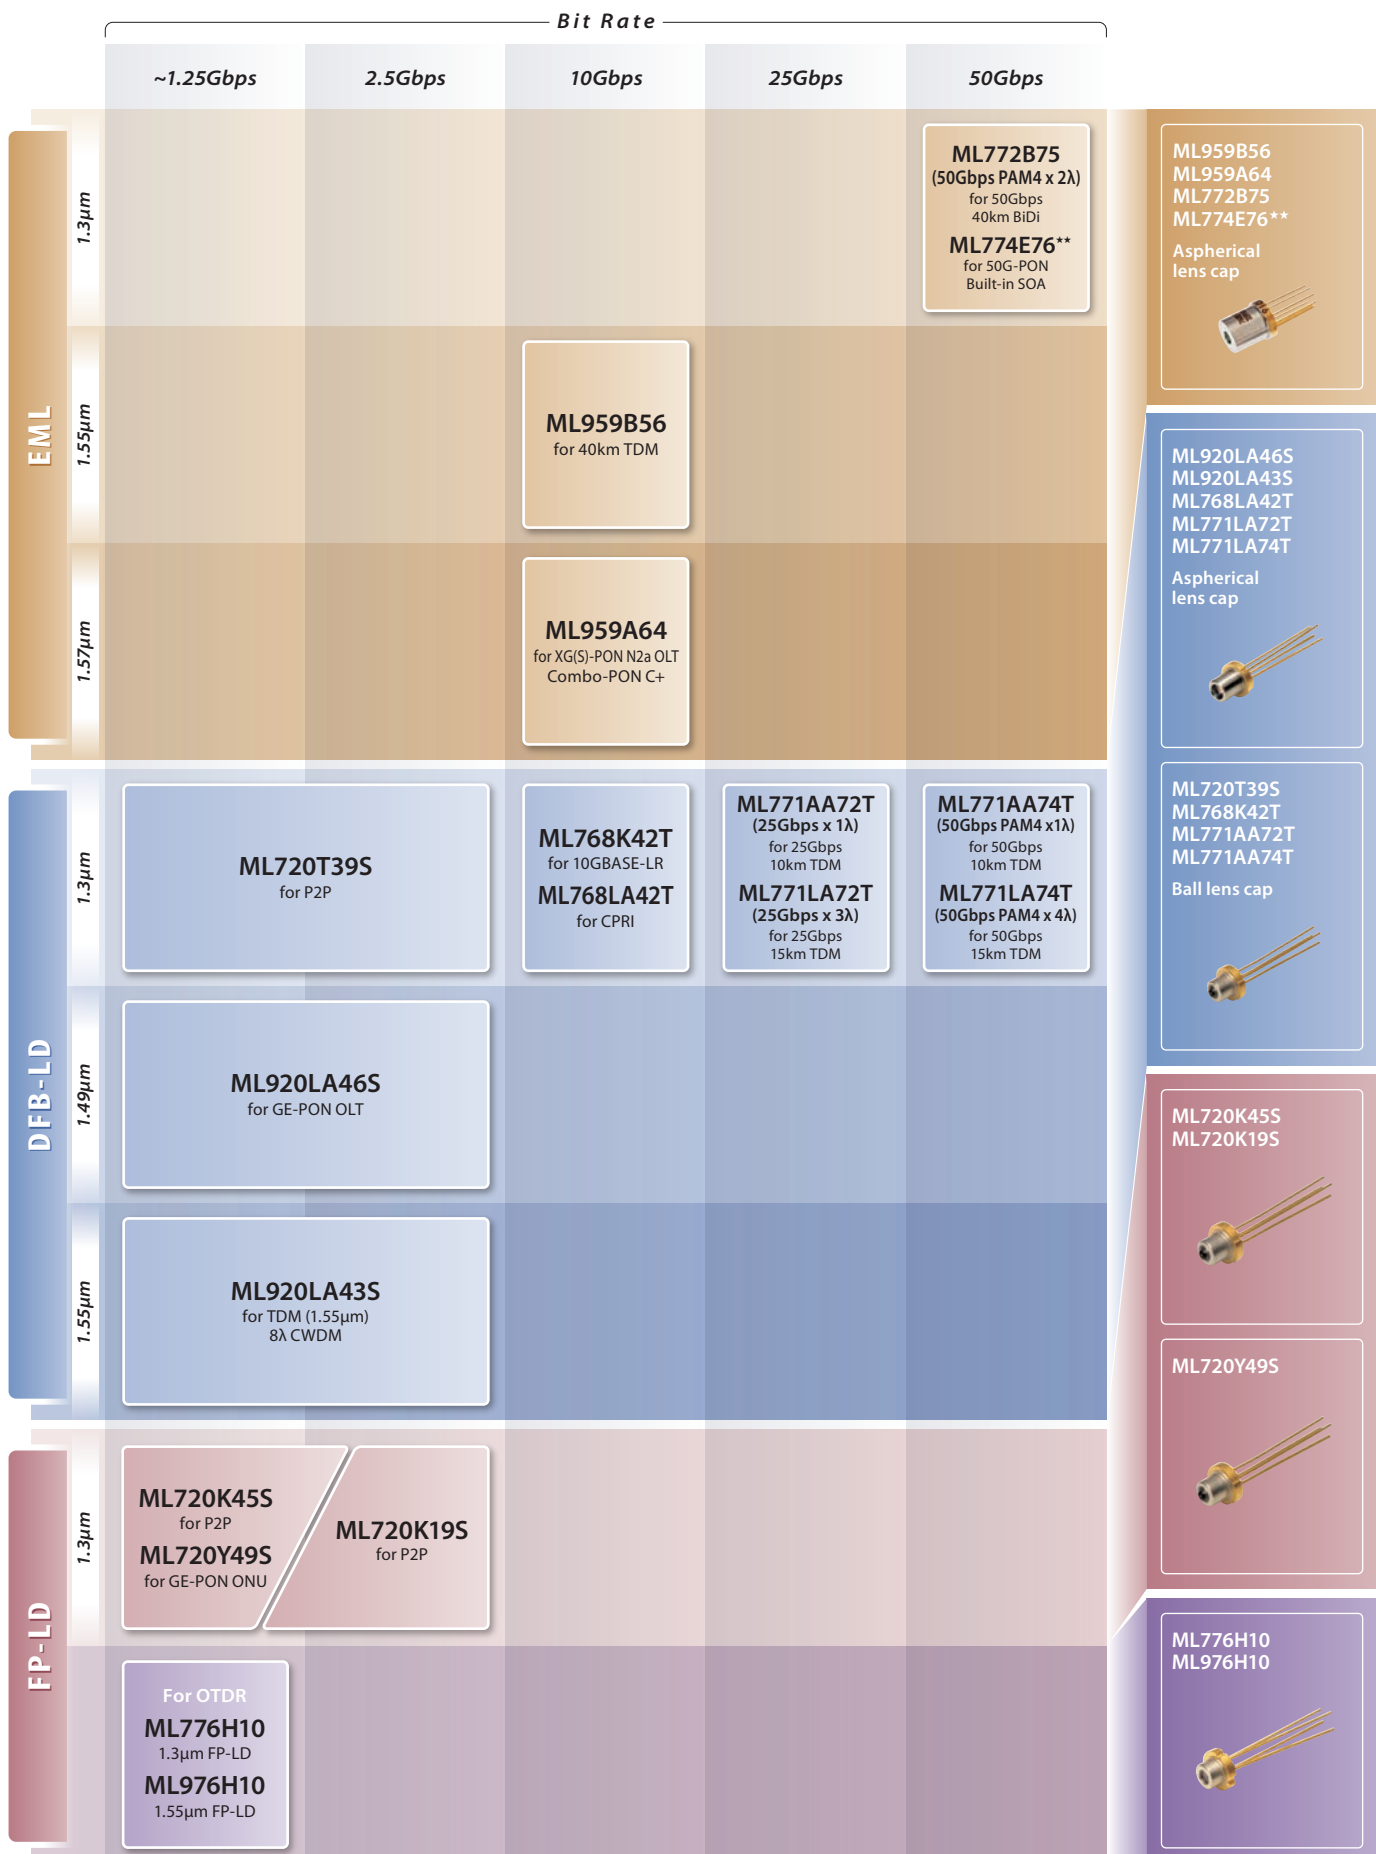 Bit Rate
~1.25Gbps
2.5Gbps
10Gbps
25Gbps
50Gbps
EML
1.3μm
ML772B75
(50Gbps PAM4 x 2λ)
for 50Gbps
40km BiDi
ML774E76★★
for 50G-PON
Built-in SOA
1.55μm
ML959B56
for 40km TDM
1.57μm
ML959A64
for XG(S)-PON N2a OLT
Combo-PON C+
DFB-LD
1.3μm
ML720T39S
for P2P
ML768K42T
for 10GBASE-LR
ML768LA42T
for CPRI
ML771AA72T
(25Gbps x 1λ)
for 25Gbps
10km TDM
ML771LA72T
(25Gbps x 3λ)
for 25Gbps
15km TDM
ML771AA74T
(50Gbps PAM4 x1λ)
for 50Gbps
10km TDM
ML771LA74T
(50Gbps PAM4 x 4λ)
for 50Gbps
15km TDM
1.49μm
ML920LA46S
for GE-PON OLT
1.55μm
ML920LA43S
for TDM (1.55μm)
8λ CWDM
FP-LD
1.3μm
ML720K45S
for P2P
ML720Y49S
for GE-PON ONU
ML720K19S
for P2P
For OTDR
ML776H10
1.3μm FP-LD
ML976H10
1.55μm FP-LD
ML959B56
ML959A64
ML772B75
ML774E76★★
Aspherical
lens cap
ML920LA46S
ML920LA43S
ML768LA42T
ML771LA72T
ML771LA74T
Aspherical
lens cap
ML720T39S
ML768K42T
ML771AA72T
ML771AA74T
Ball lens cap
ML720K45S
ML720K19S
ML720Y49S
ML776H10
ML976H10